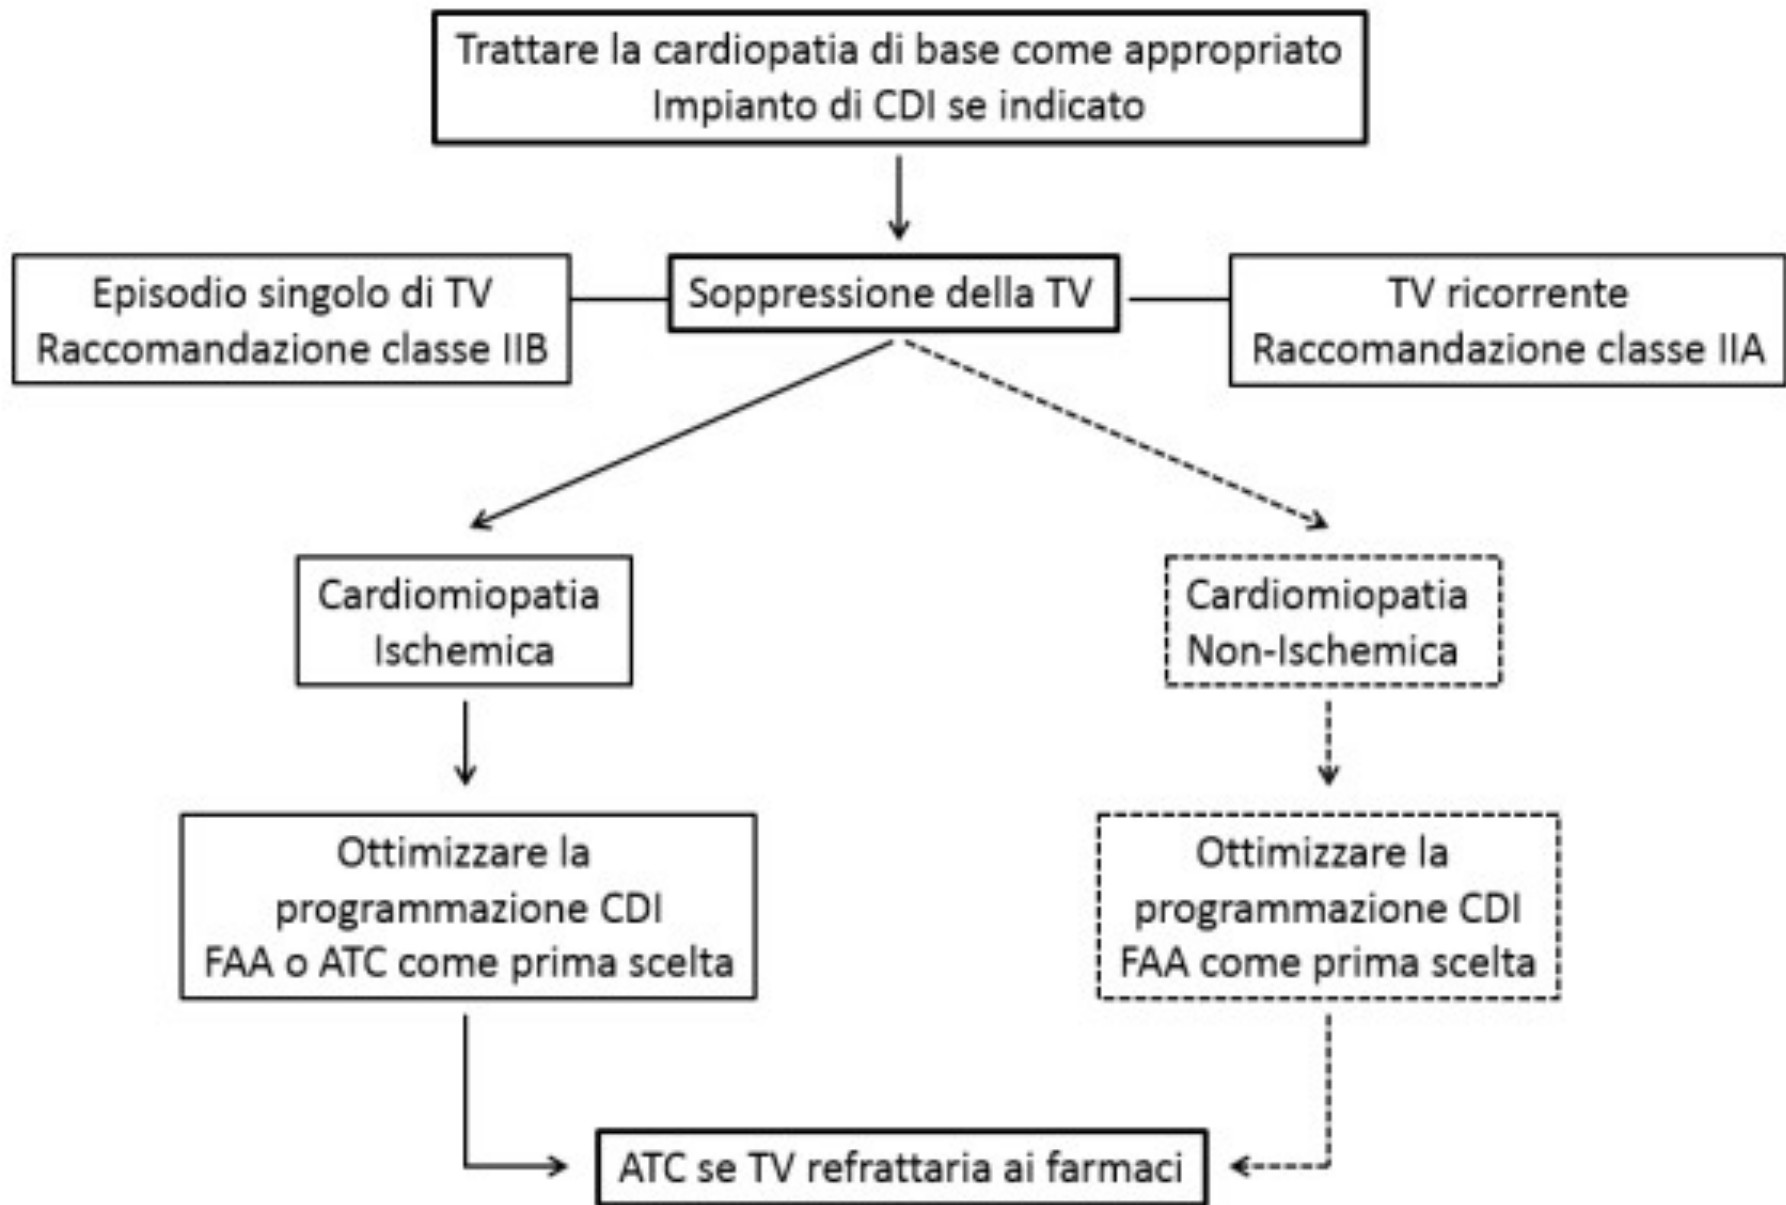 Trattare la cardiopatia di base come appropriato
Impianto di CDI se indicato
Episodio singolo di TV
Raccomandazione classe IIB
Soppressione della TV
TV ricorrente
Raccomandazione classe IIA
Cardiomiopatia
Ischemica
Cardiomiopatia
Non-Ischemica
Ottimizzare la
programmazione CDI
FAA o ATC come prima scelta
Ottimizzare la
programmazione CDI
FAA come prima scelta
ATC se TV refrattaria ai farmaci